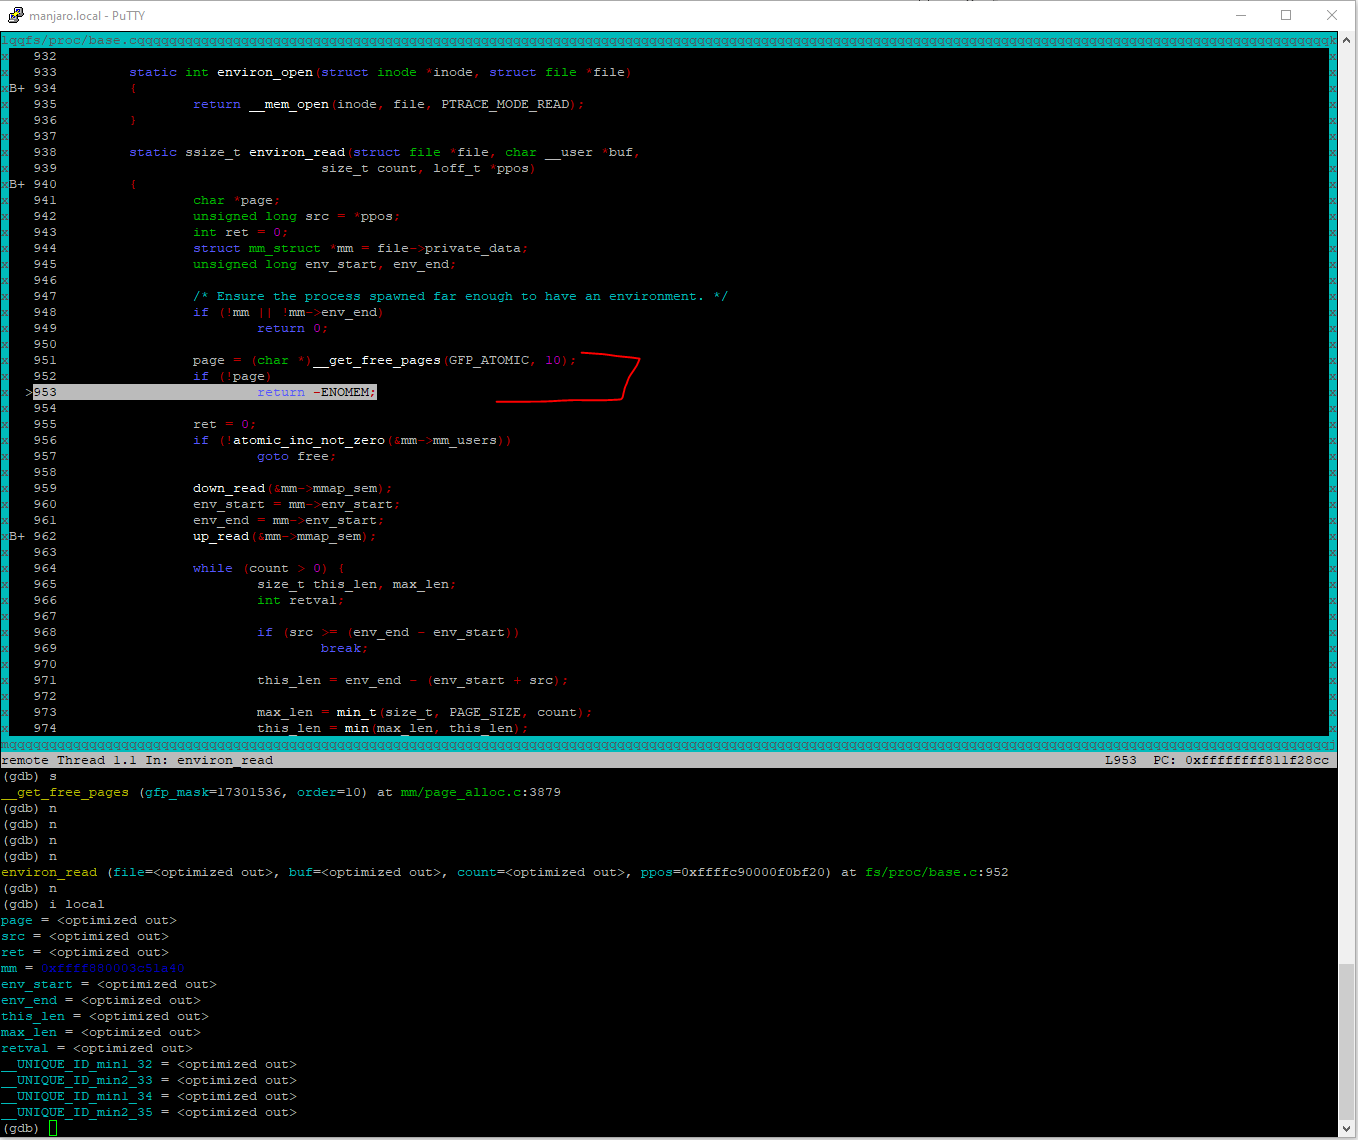 manjaro.local - PuTTY
lqqfs/proc/base.cqqqqqqqqqqqqqqqqqqqqqqqqqqqqqqqqqqqqqqqqqqqqqqqqqqqqqqqqqqqqqqqqqqqqqqqqqqqqqqqqqqqqqqqqqqqqqqqqqqqqqqqqqqqqqqqqqqqqqqqqqqqqqqqqqqqqqqqqqqqqqqqqqqqqqqqqqk
x 932 x
x 933 static int environ_open(struct inode *inode, struct file *file) x
xB+ 934 { x
x 935 return __mem_open(inode, file, PTRACE_MODE_READ); x
x 936 } x
x 937 x
x 938 static ssize_t environ_read(struct file *file, char __user *buf, x
x 939 size_t count, loff_t *ppos) x
xB+ 940 { x
x 941 char *page; x
x 942 unsigned long src = *ppos; x
x 943 int ret = 0; x
x 944 struct mm_struct *mm = file->private_data; x
x 945 unsigned long env_start, env_end; x
x 946 x
x 947 /* Ensure the process spawned far enough to have an environment. */ x
x 948 if (!mm || !mm->env_end) x
x 949 return 0; x
x 950 x
x 951 page = (char *)__get_free_pages(GFP_ATOMIC, 10); x
x 952 if (!page) x
x >953 return -ENOMEM; x
x 954 x
x 955 ret = 0; x
x 956 if (!atomic_inc_not_zero(&mm->mm_users)) x
x 957 goto free; x
x 958 x
x 959 down_read(&mm->mmap_sem); x
x 960 env_start = mm->env_start; x
x 961 env_end = mm->env_start; x
xB+ 962 up_read(&mm->mmap_sem); x
x 963 x
x 964 while (count > 0) { x
x 965 size_t this_len, max_len; x
x 966 int retval; x
x 967 x
x 968 if (src >= (env_end - env_start)) x
x 969 break; x
x 970 x
x 971 this_len = env_end - (env_start + src); x
x 972 x
x 973 max_len = min_t(size_t, PAGE_SIZE, count); x
x 974 this_len = min(max_len, this_len); x
mqqqqqqqqqqqqqqqqqqqqqqqqqqqqqqqqqqqqqqqqqqqqqqqqqqqqqqqqqqqqqqqqqqqqqqqqqqqqqqqqqqqqqqqqqqqqqqqqqqqqqqqqqqqqqqqqqqqqqqqqqqqqqqqqqqqqqqqqqqqqqqqqqqqqqqqqqqqqqqqqqqqqqj
remote Thread 1.1 In: environ_read L953 PC: 0xffffffff811f28cc
(gdb) s
__get_free_pages (gfp_mask=17301536, order=10) at mm/page_alloc.c:3879
(gdb) n
(gdb) n
(gdb) n
(gdb) n
environ_read (file=<optimized out>, buf=<optimized out>, count=<optimized out>, ppos=0xffffc90000f0bf20) at fs/proc/base.c:952
(gdb) n
(gdb) i local
page = <optimized out>
src = <optimized out>
ret = <optimized out>
mm = 0xffff880003c51640
env_start = <optimized out>
env_end = <optimized out>
this_len = <optimized out>
max_len = <optimized out>
retval = <optimized out>
__UNIQUE_ID_min1_32 = <optimized out>
__UNIQUE_ID_min2_33 = <optimized out>
__UNIQUE_ID_min1_34 = <optimized out>
__UNIQUE_ID_min2_35 = <optimized out>
(gdb)